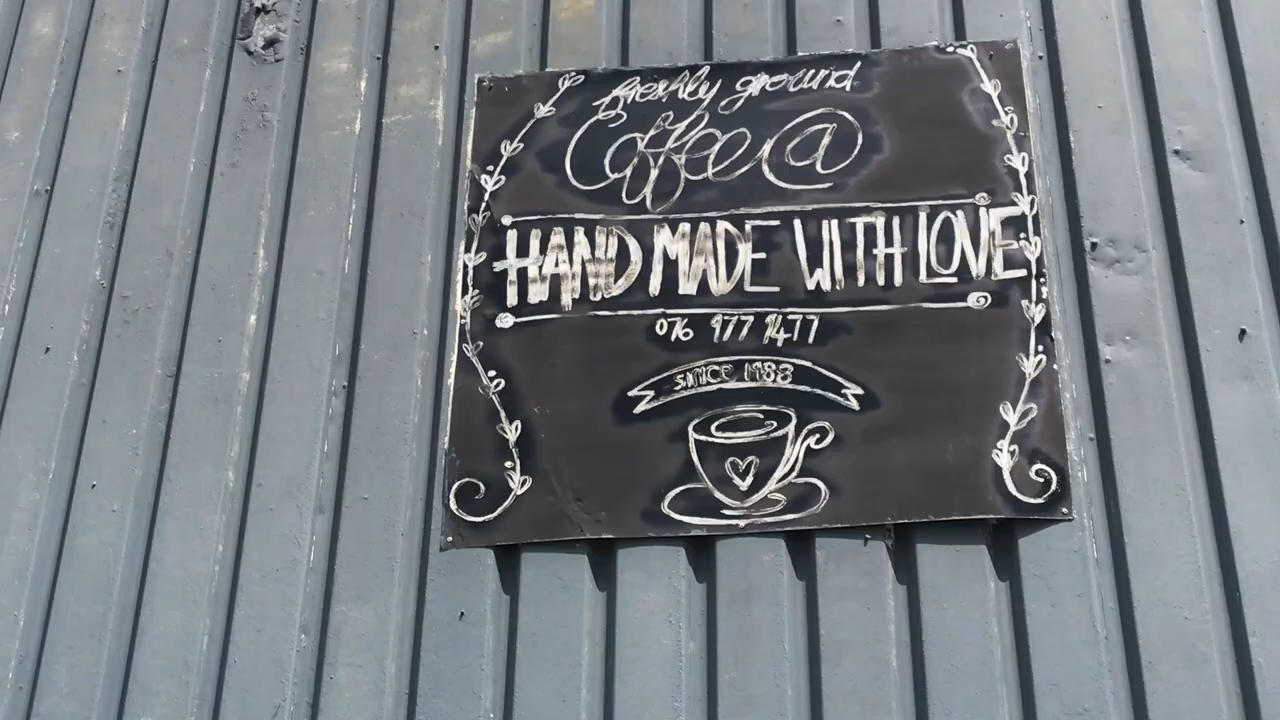 freshly ground
Coffee @
HAND MADE WITH LOVE
076 977 1477
since 1988